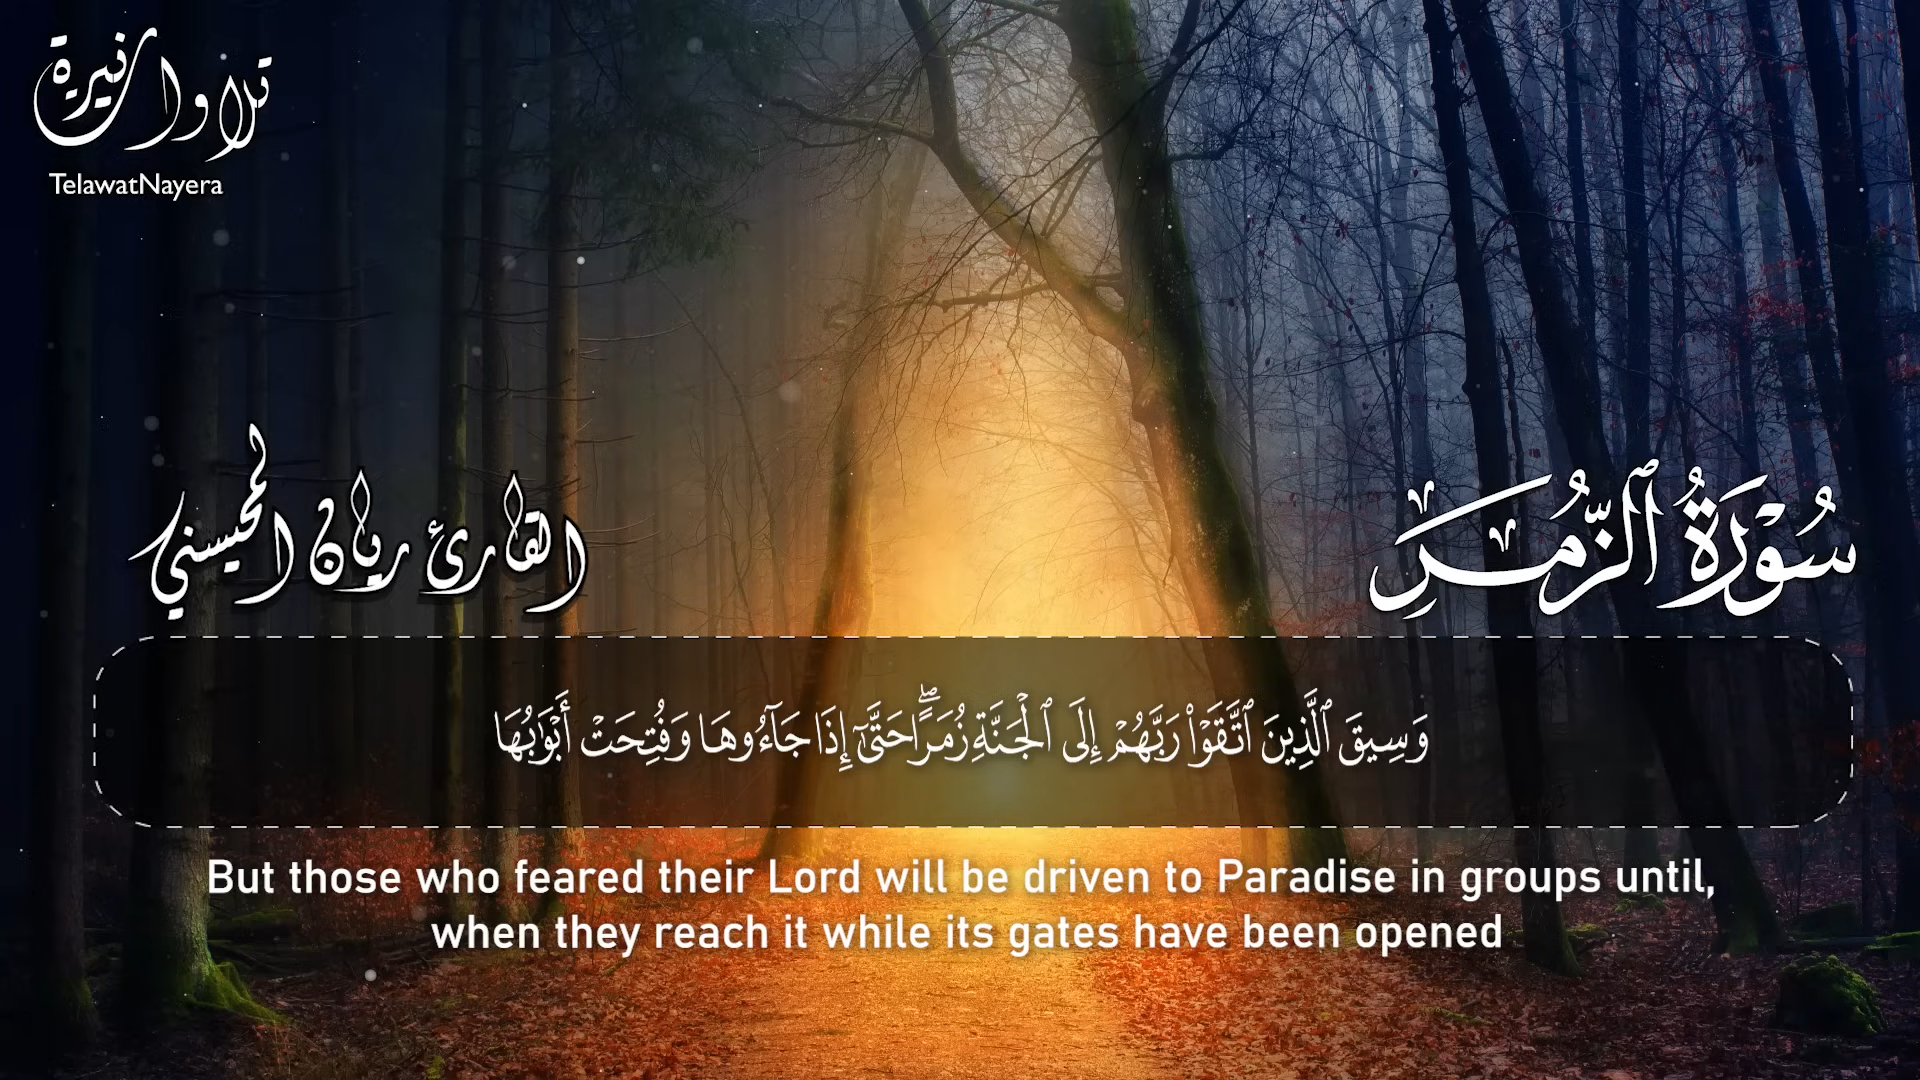 تلاوات نيرة
TelawatNayera
سُورَةُ ٱلزُّمَرِ
القارئ ريان المحيسني
وَسِيقَ ٱلَّذِينَ ٱتَّقَوْا۟ رَبَّهُمْ إِلَى ٱلْجَنَّةِ زُمَرًا ۖ حَتَّىٰٓ إِذَا جَآءُوهَا وَفُتِحَتْ أَبْوَٰبُهَا
But those who feared their Lord will be driven to Paradise in groups until,
when they reach it while its gates have been opened